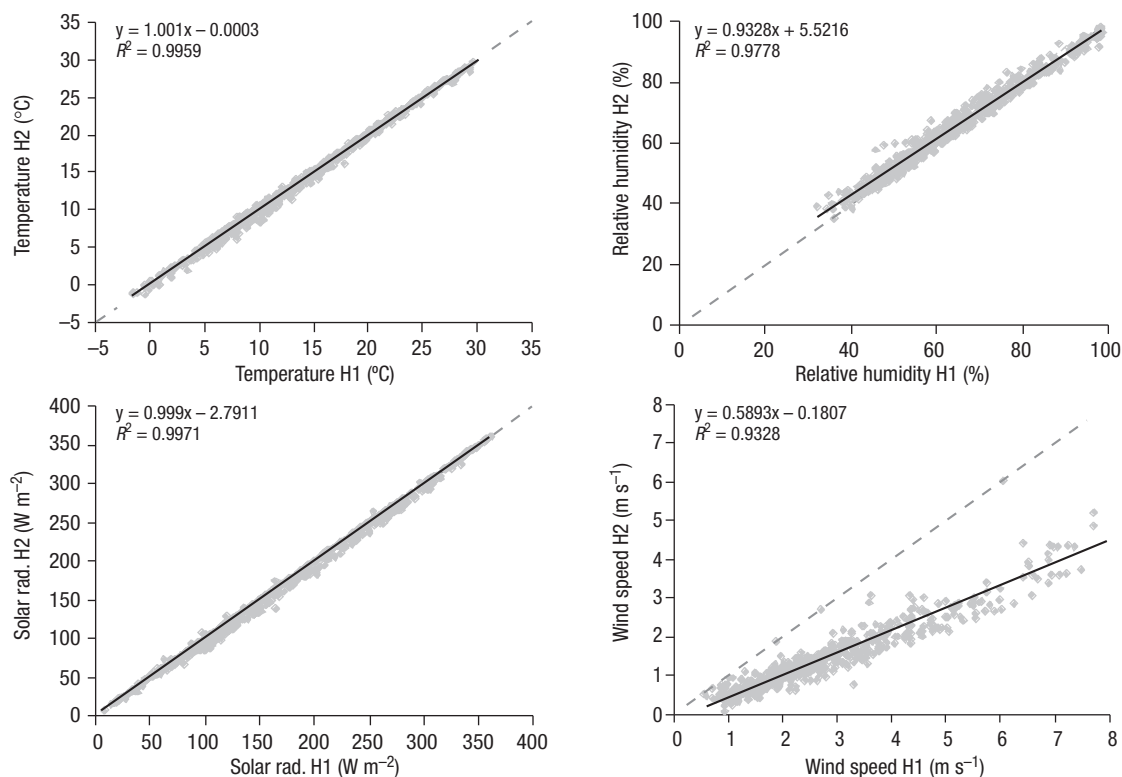 y = 1.001x – 0.0003
R² = 0.9959
35
30
25
20
15
10
5
0
–5
Temperature H2 (°C)
–5 0 5 10 15 20 25 30 35
Temperature H1 (ºC)
y = 0.9328x + 5.5216
R² = 0.9778
100
80
60
40
20
0
Relative humidity H2 (%)
0 20 40 60 80 100
Relative humidity H1 (%)
y = 0.999x – 2.7911
R² = 0.9971
400
350
300
250
200
150
100
50
0
Solar rad. H2 (W m⁻²)
0 50 100 150 200 250 300 350 400
Solar rad. H1 (W m⁻²)
y = 0.5893x – 0.1807
R² = 0.9328
8
7
6
5
4
3
2
1
0
Wind speed H2 (m s⁻¹)
0 1 2 3 4 5 6 7 8
Wind speed H1 (m s⁻¹)